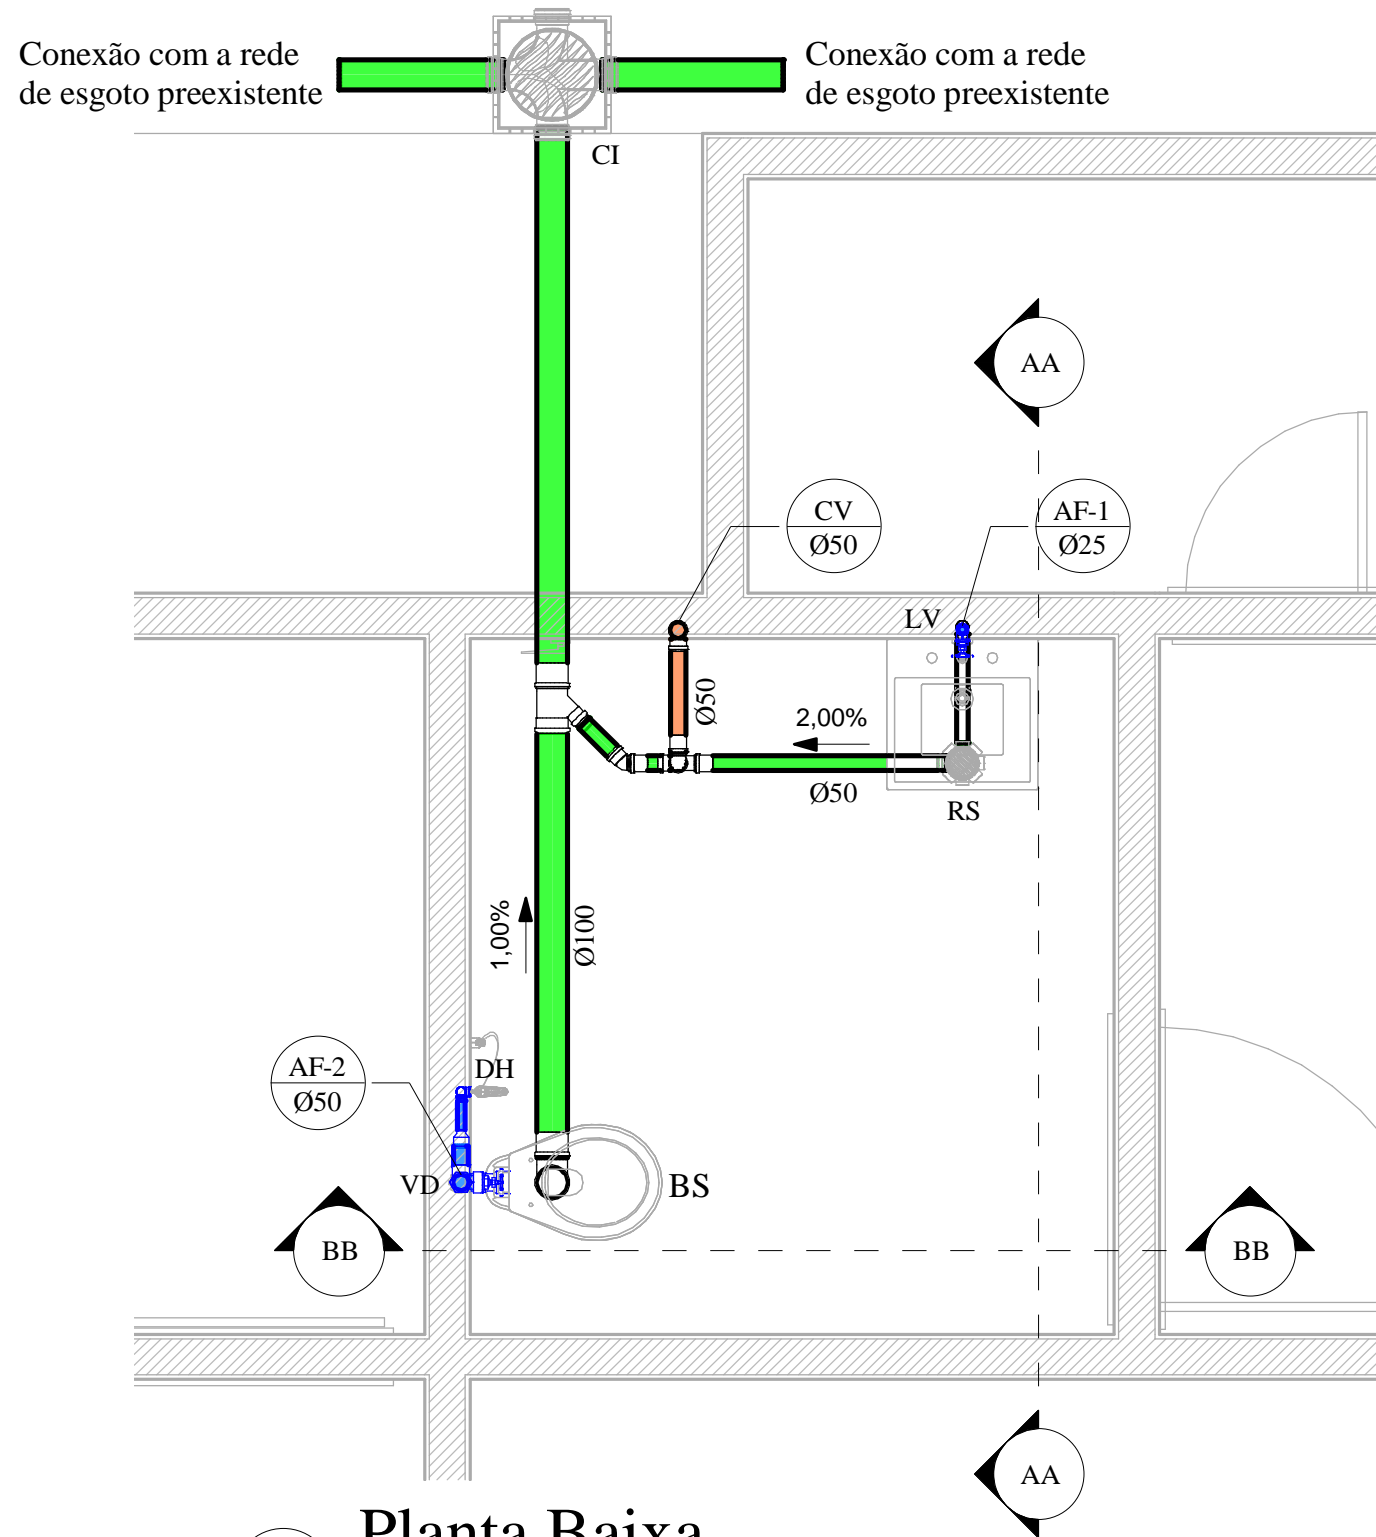 Conexão com a rede
de esgoto preexistente
Conexão com a rede
de esgoto preexistente
CI
AA
CV
Ø50
AF-1
Ø25
LV
Ø50
2,00%
Ø50
RS
1,00%
Ø100
AF-2
Ø50
DH
VD
BS
BB
BB
AA
Planta Baixa